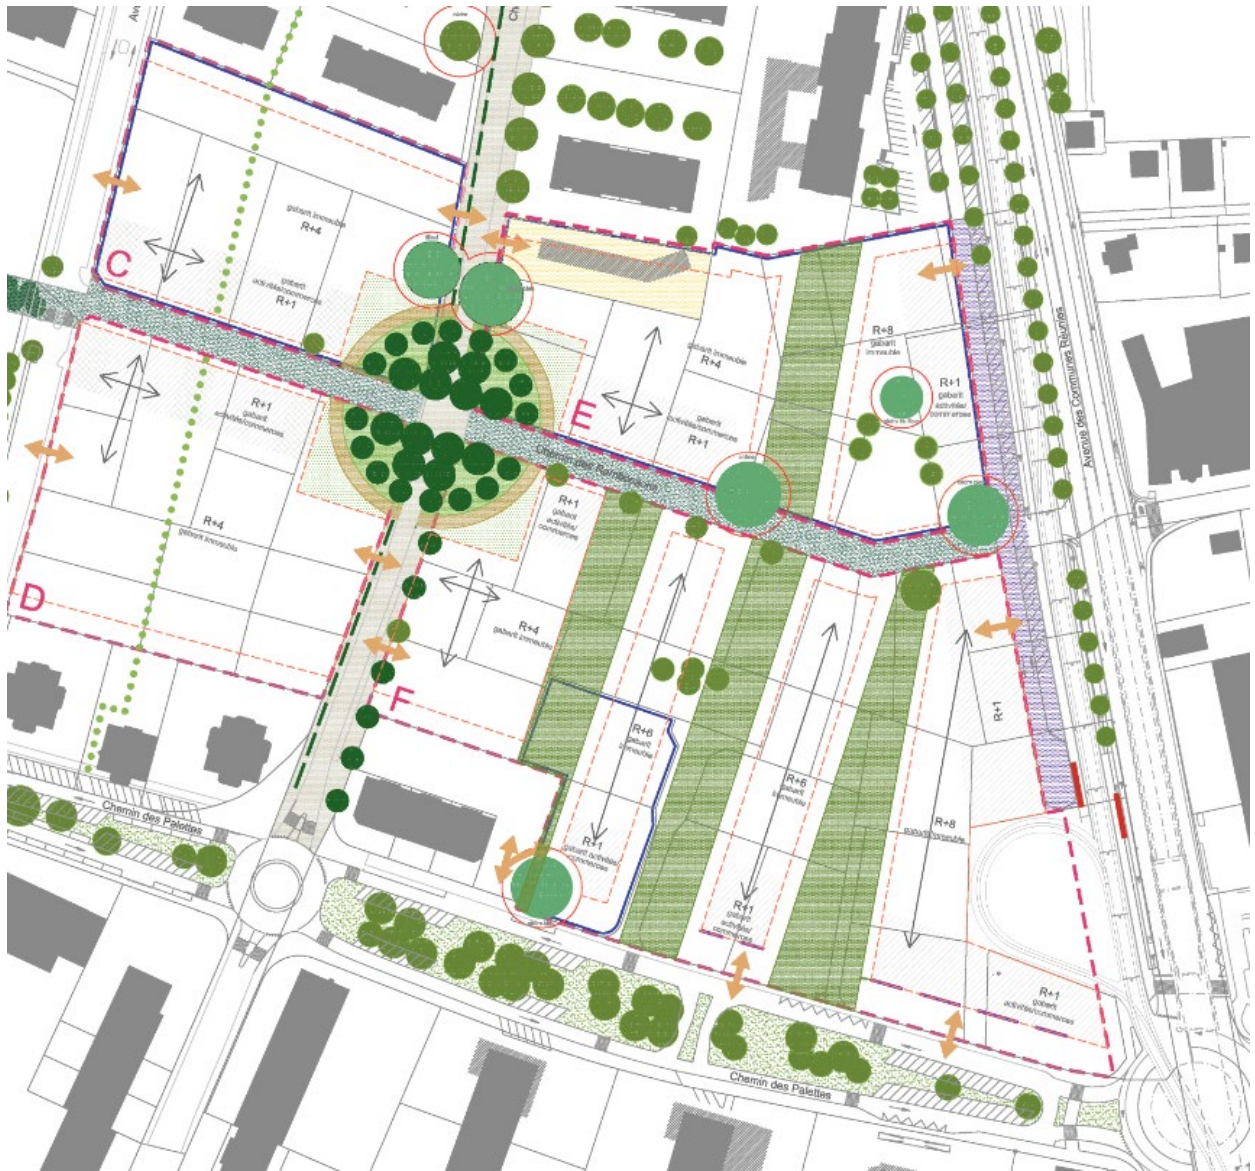 Ave
Ch
C
gabarit immeuble
R+4
gabarit
activités/commerces
R+1
R+8
gabarit
immeuble
gabarit immeuble
R+4
R+1
gabarit
activités/
commerces
Avenue des Communes Réunies
R+1
gabarit
activités/commerces
E
gabarit
activités/commerces
R+1
Chemin des Semailles
R+1
gabarit
activités/
commerces
R+4
gabarit immeuble
D
R+4
gabarit immeuble
F
R+1
R+6
gabarit
immeuble
R+6
gabarit
immeuble
R+8
gabarit immeuble
Chemin des Palettes
R+1
gabarit activités/
commerces
R+1
gabarit
activités/
commerces
R+1
gabarit
activités/commerces
Chemin des Palettes